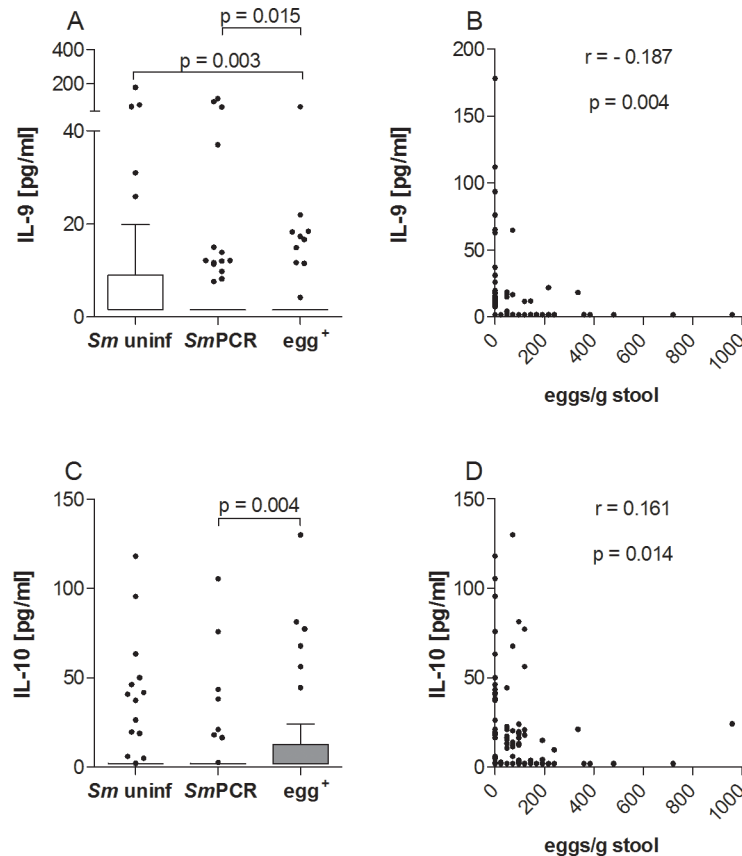 A
p = 0.015
p = 0.003
IL-9 [pg/ml]
400
200
40
20
0
Sm uninf SmPCR egg+
B
r = - 0.187
p = 0.004
IL-9 [pg/ml]
200
150
100
50
0
0 200 400 600 800 1000
eggs/g stool
C
p = 0.004
IL-10 [pg/ml]
150
100
50
0
Sm uninf SmPCR egg+
D
r = 0.161
p = 0.014
IL-10 [pg/ml]
150
100
50
0
0 200 400 600 800 1000
eggs/g stool